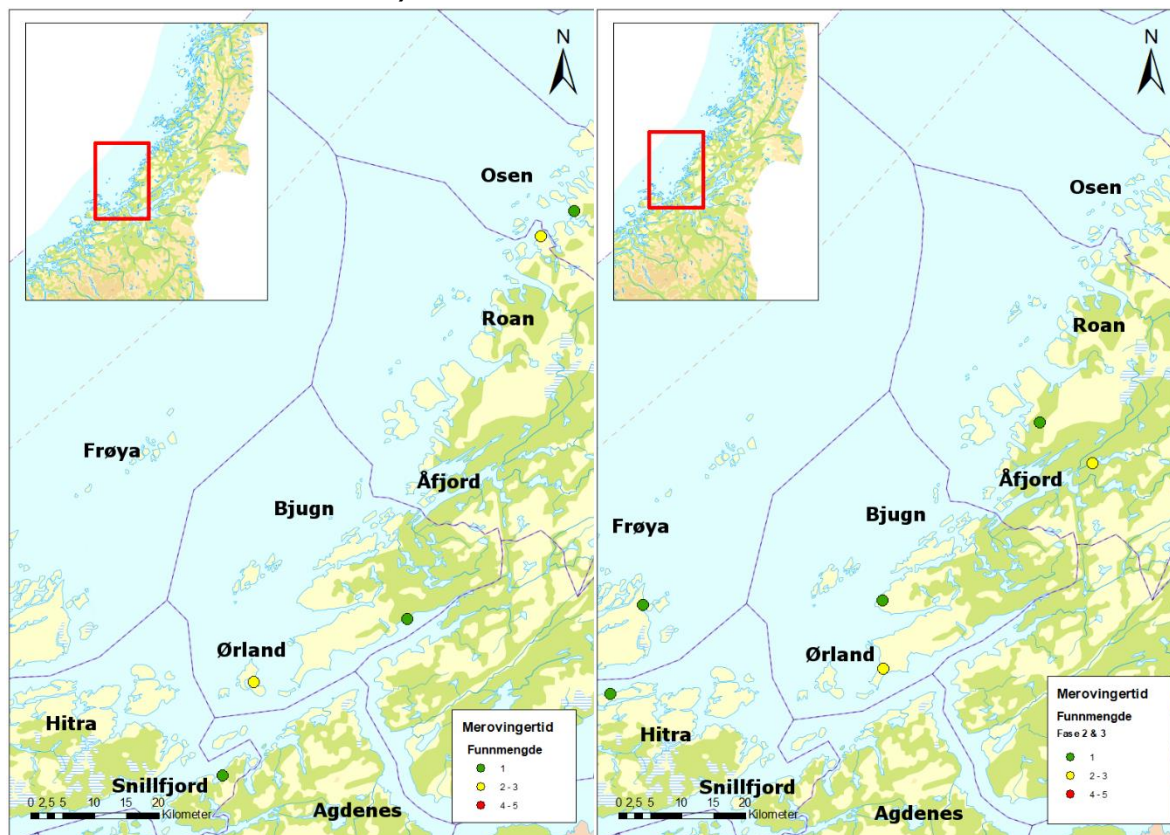 N
Osen
Roan
Frøya
Åfjord
Bjugn
Ørland
Hitra
Snillfjord
Agdenes
0 2,5 5 10 15 20
Kilometer
Merovingertid
Funnmengde
1
2 - 3
4 - 5
N
Osen
Roan
Åfjord
Bjugn
Frøya
Ørland
Hitra
Snillfjord
Agdenes
0 2,5 5 10 15 20
Kilometer
Merovingertid
Funnmengde
Fase 2 & 3
1
2 - 3
4 - 5